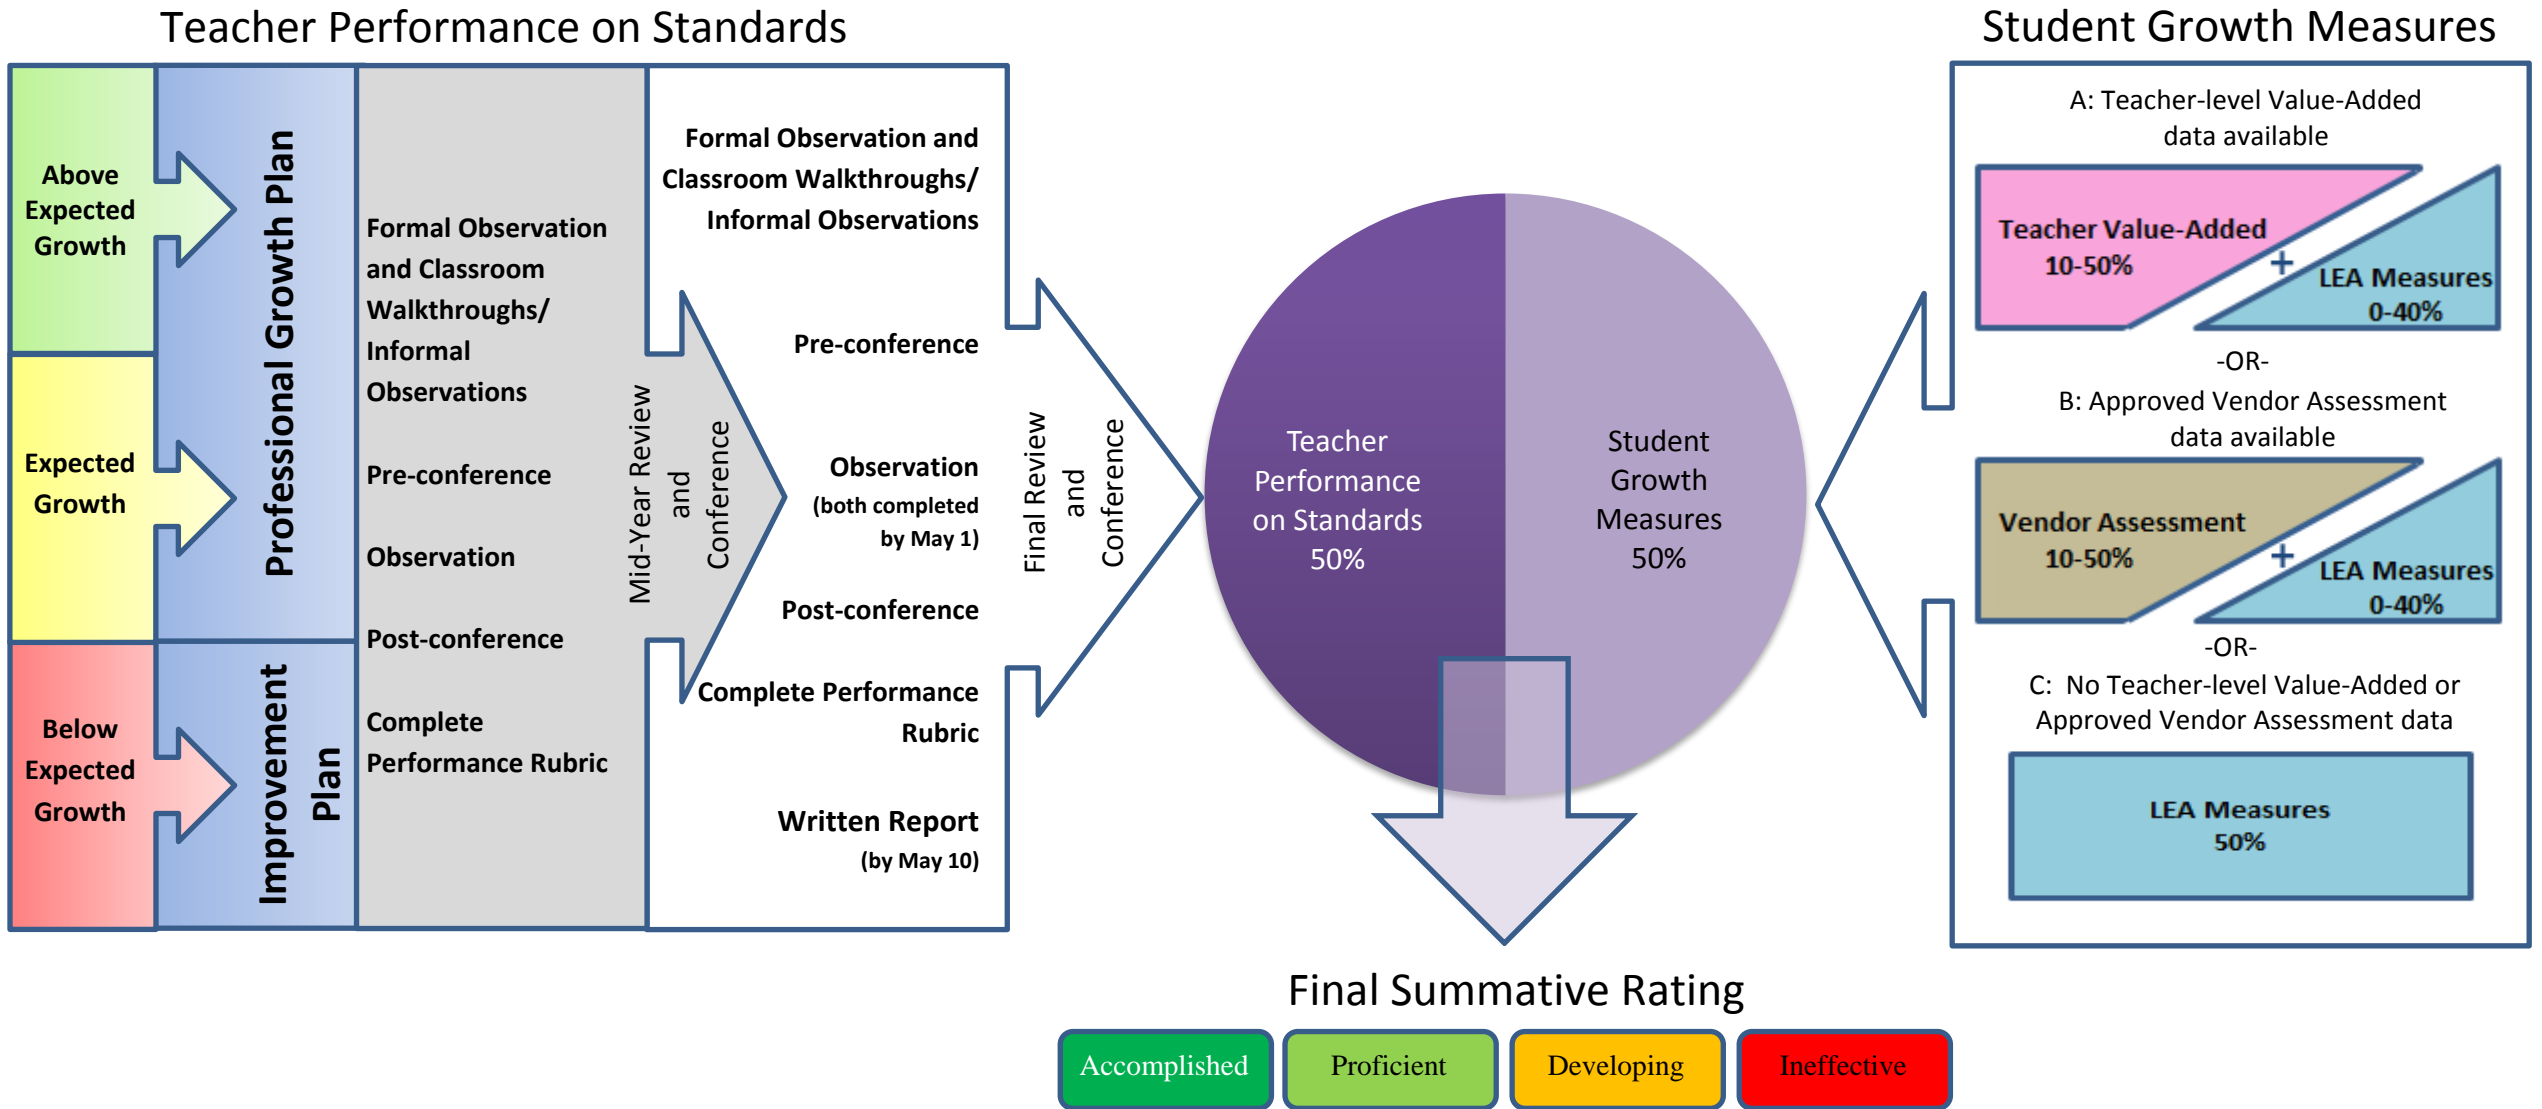 Teacher Performance on Standards
Above
Expected
Growth
Expected
Growth
Below
Expected
Growth
Professional Growth Plan
Improvement
Plan
Formal Observation
and Classroom
Walkthroughs/
Informal
Observations
Pre-conference
Observation
Post-conference
Complete
Performance Rubric
Mid-Year Review
and
Conference
Formal Observation and
Classroom Walkthroughs/
Informal Observations
Pre-conference
Observation
(both completed
by May 1)
Post-conference
Complete Performance
Rubric
Written Report
(by May 10)
Final Review
and
Conference
Teacher
Performance
on Standards
50%
Student
Growth
Measures
50%
Student Growth Measures
A: Teacher-level Value-Added
data available
Teacher Value-Added
10-50%
+
LEA Measures
0-40%
-OR-
B: Approved Vendor Assessment
data available
Vendor Assessment
10-50%
+
LEA Measures
0-40%
-OR-
C: No Teacher-level Value-Added or
Approved Vendor Assessment data
LEA Measures
50%
Final Summative Rating
Accomplished
Proficient
Developing
Ineffective